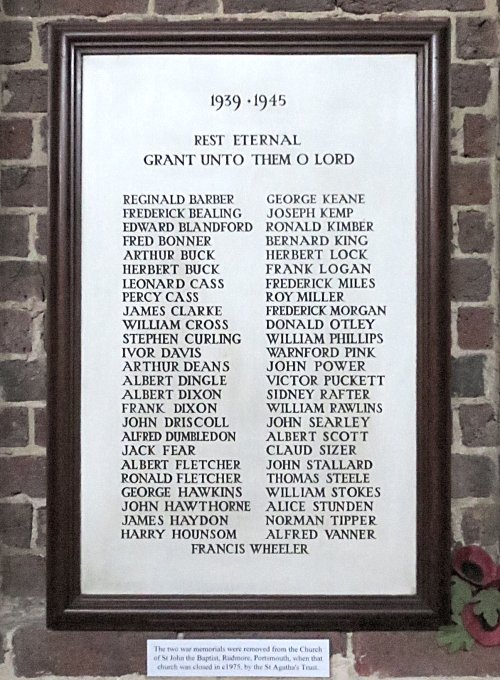 1939 · 1945
REST ETERNAL
GRANT UNTO THEM O LORD
REGINALD BARBER
FREDERICK BEALING
EDWARD BLANDFORD
FRED BONNER
ARTHUR BUCK
HERBERT BUCK
LEONARD CASS
PERCY CASS
JAMES CLARKE
WILLIAM CROSS
STEPHEN CURLING
IVOR DAVIS
ARTHUR DEANS
ALBERT DINGLE
ALBERT DIXON
FRANK DIXON
JOHN DRISCOLL
ALFRED DUMBLEDON
JACK FEAR
ALBERT FLETCHER
RONALD FLETCHER
GEORGE HAWKINS
JOHN HAWTHORNE
JAMES HAYDON
HARRY HOUNSOM
GEORGE KEANE
JOSEPH KEMP
RONALD KIMBER
BERNARD KING
HERBERT LOCK
FRANK LOGAN
FREDERICK MILES
ROY MILLER
FREDERICK MORGAN
DONALD OTLEY
WILLIAM PHILLIPS
WARNFORD PINK
JOHN POWER
VICTOR PUCKETT
SIDNEY RAFTER
WILLIAM RAWLINS
JOHN SEARLEY
ALBERT SCOTT
CLAUD SIZER
JOHN STALLARD
THOMAS STEELE
WILLIAM STOKES
ALICE STUNDEN
NORMAN TIPPER
ALFRED VANNER
FRANCIS WHEELER
The two war memorials were removed from the Church
of St John the Baptist, Rudmore, Portsmouth, when that
church was closed in c1975, by the St Agatha's Trust.